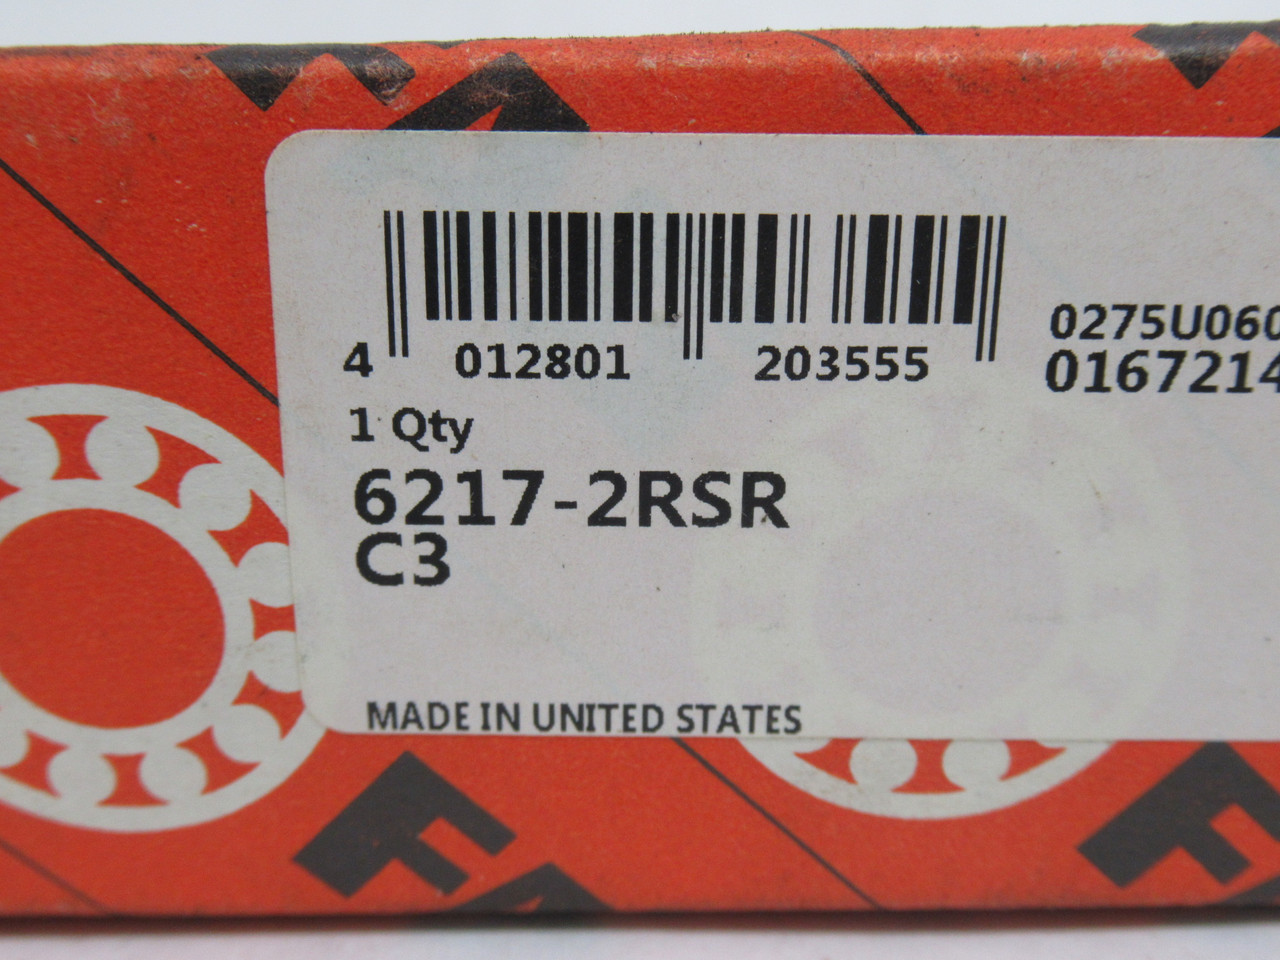 4 012801 203555
0275U060
0167214
1 Qty
6217-2RSR
C3
MADE IN UNITED STATES